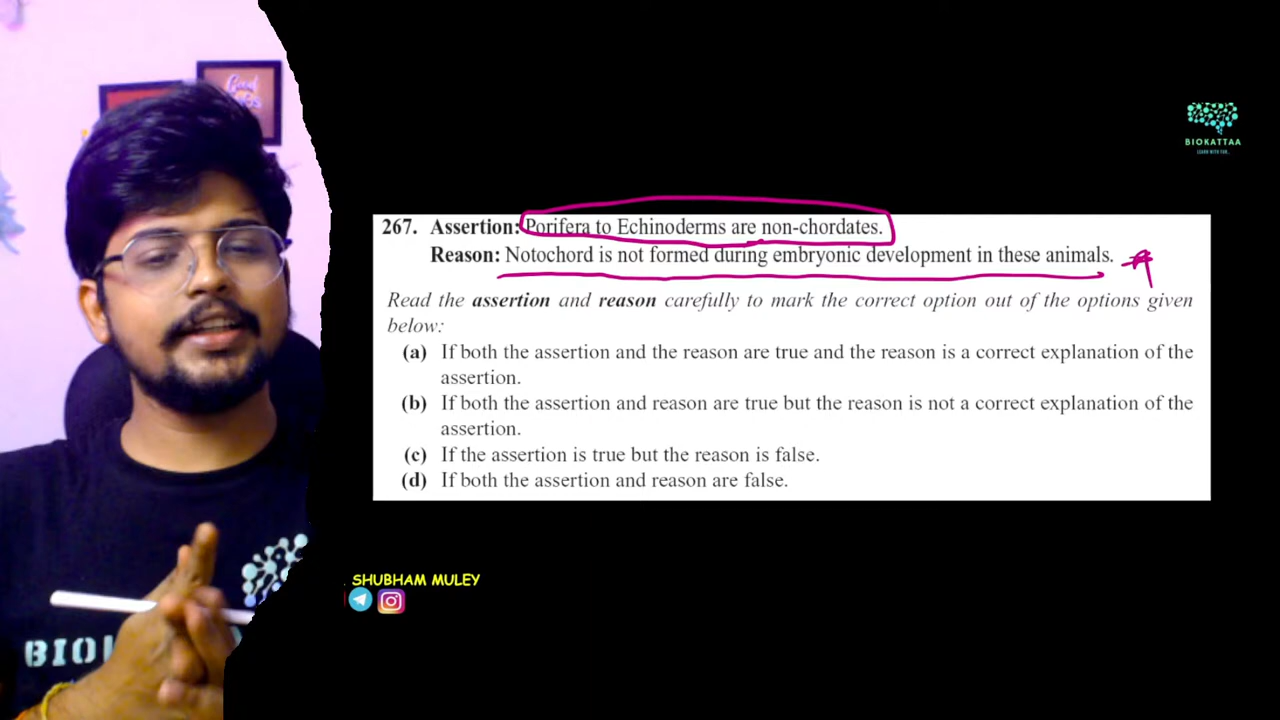 Good
BIOKATTAA
LEARN WITH FUN...
267. Assertion: Porifera to Echinoderms are non-chordates.
Reason: Notochord is not formed during embryonic development in these animals.
Read the assertion and reason carefully to mark the correct option out of the options given
below:
(a) If both the assertion and the reason are true and the reason is a correct explanation of the
assertion.
(b) If both the assertion and reason are true but the reason is not a correct explanation of the
assertion.
(c) If the assertion is true but the reason is false.
(d) If both the assertion and reason are false.
SHUBHAM MULEY